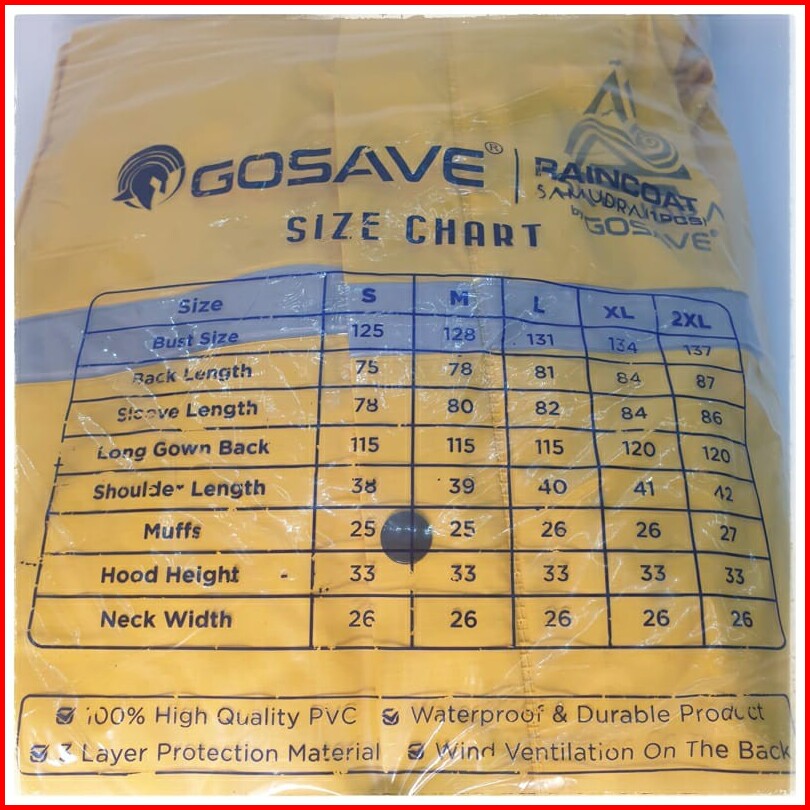 GOSAVE® | RAINCOAT
SAMUDRA (1PCS)
by GOSAVE®
SIZE CHART
Size S M L XL 2XL
Bust Size 125 128 131 134 137
Back Length 75 78 81 84 87
Sleeve Length 78 80 82 84 86
Long Gown Back 115 115 115 120 120
Shoulder Length 38 39 40 41 42
Muffs 25 25 26 26 27
Hood Height 33 33 33 33 33
Neck Width 26 26 26 26 26
100% High Quality PVC Waterproof & Durable Product
3 Layer Protection Material Wind Ventilation On The Back